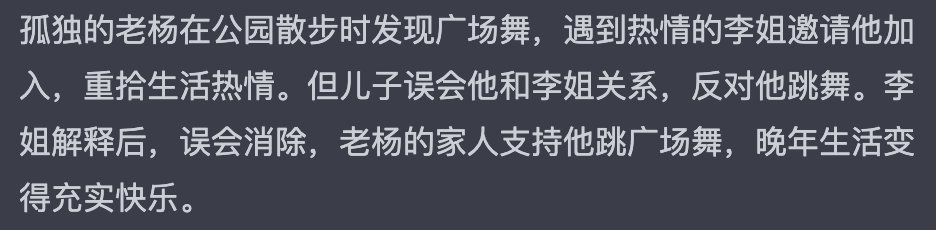 孤独的老杨在公园散步时发现广场舞，遇到热情的李姐邀请他加
入，重拾生活热情。但儿子误会他和李姐关系，反对他跳舞。李
姐解释后，误会消除，老杨的家人支持他跳广场舞，晚年生活变
得充实快乐。